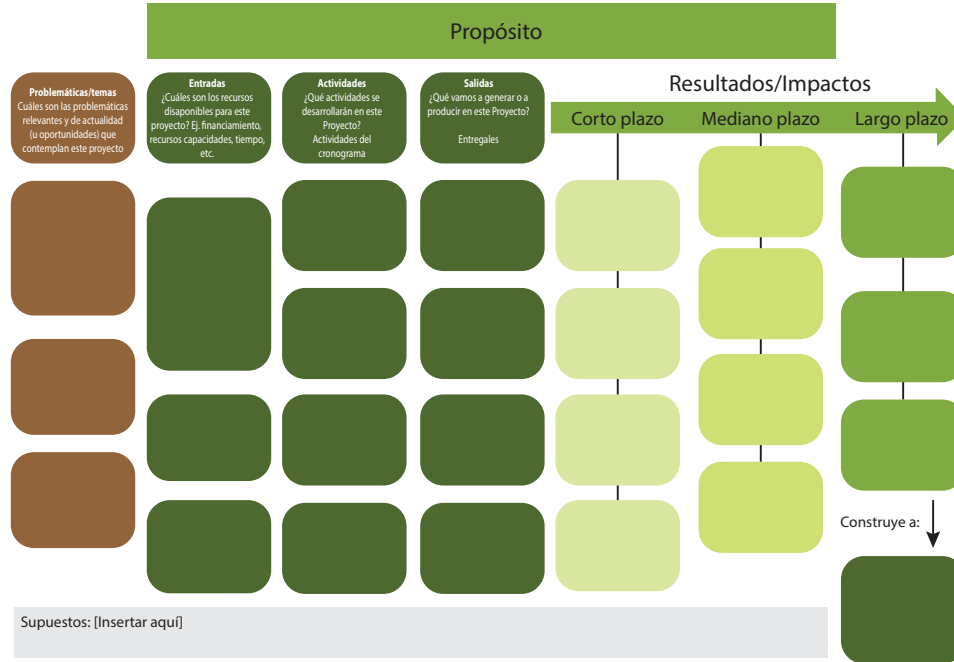 Propósito
Problemáticas/temas
Cuáles son las problemáticas
relevantes y de actualidad
(u oportunidades) que
contemplan este proyecto
Entradas
¿Cuáles son los recursos
disaponibles para este
proyecto? Ej. financiamiento,
recursos capacidades, tiempo,
etc.
Actividades
¿Qué actividades se
desarrollarán en este
Proyecto?
Actividades del
cronograma
Salidas
¿Qué vamos a generar o a
producir en este Proyecto?
Entregales
Resultados/Impactos
Corto plazo
Mediano plazo
Largo plazo
Construye a:
Supuestos: [Insertar aquí]